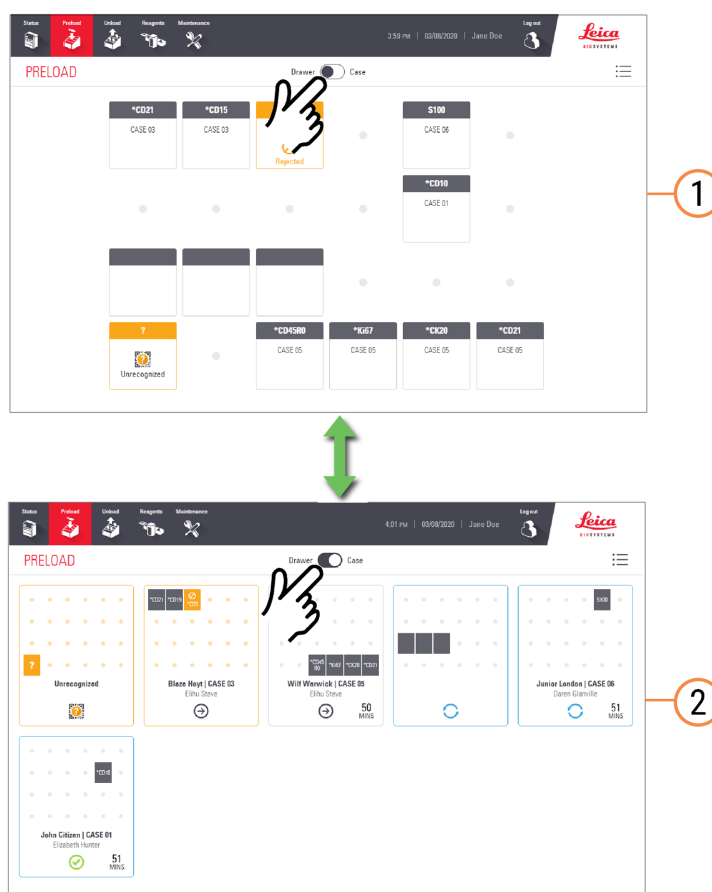 Status Preload Unload Reagents Maintenance
3:59 PM | 03/08/2020 | Jane Doe
Log out
Leica
BIOSYSTEMS
PRELOAD
Drawer Case
*CD21 *CD15 S100
CASE 03 CASE 03 CASE 06
Rejected
*CD10
CASE 01
1
? *CD45RO *Ki67 *CK20 *CD21
CASE 05 CASE 05 CASE 05 CASE 05
?
Unrecognized
Status Preload Unload Reagents Maintenance
4:01 PM | 03/08/2020 | Jane Doe
Log out
Leica
BIOSYSTEMS
PRELOAD
Drawer Case
*CD21 *CD15 S100
? *CD45 RO *Ki67 *CK20 *CD21
Unrecognized Blaze Hoyt | CASE 03 Wilf Warwick | CASE 05 Junior London | CASE 06
Elihu Steve Elihu Steve Daren Glanville
? 50 MINS 51 MINS
2
*CD10
John Citizen | CASE 01
Elizabeth Hunter
51
MINS